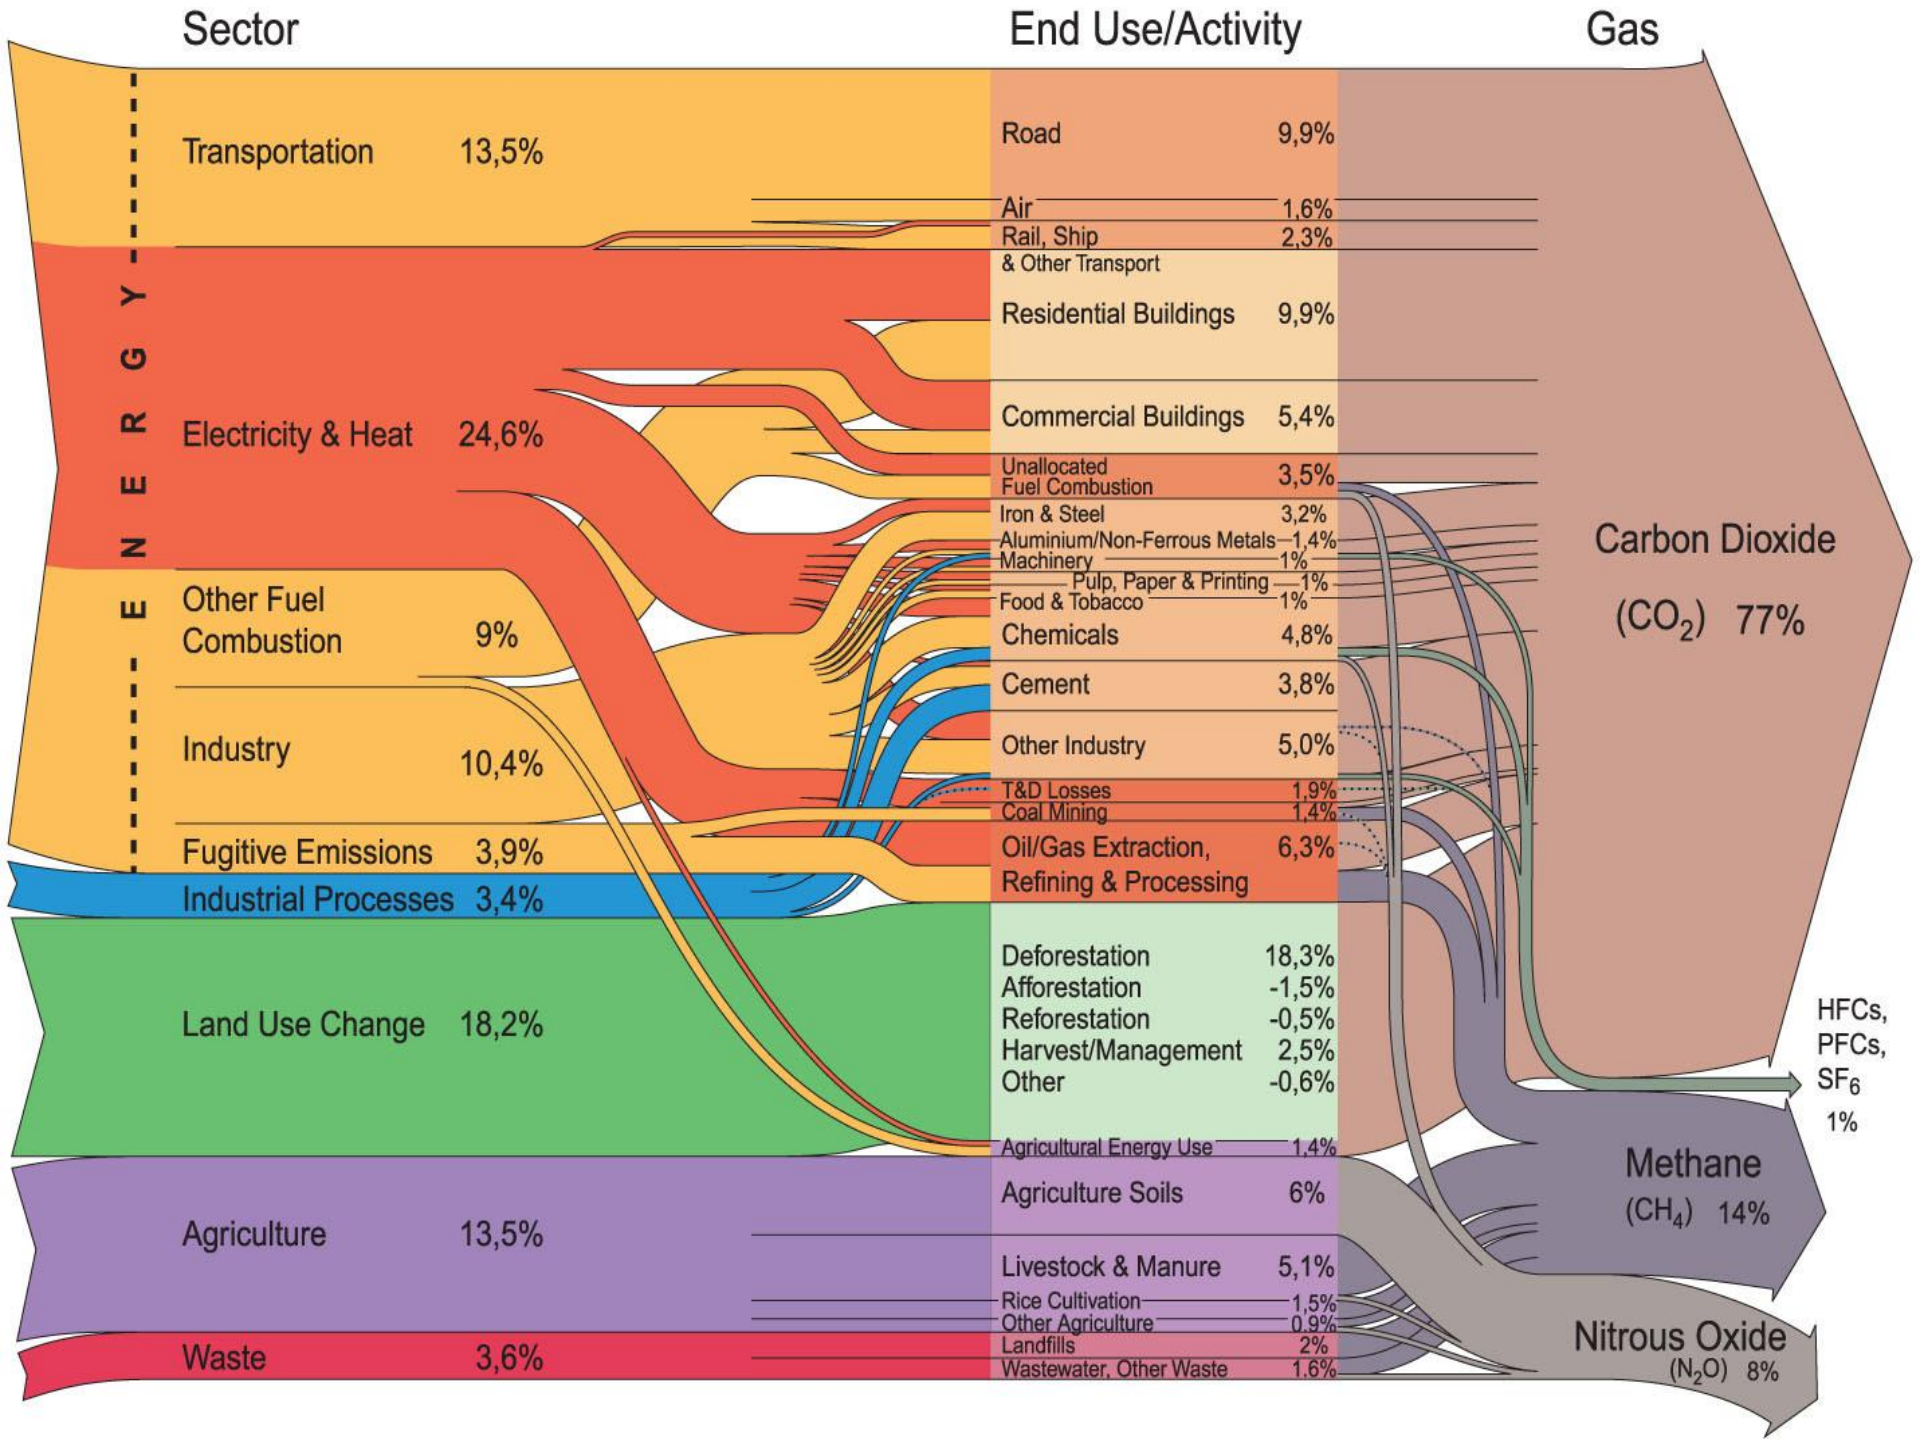 Sector
End Use/Activity
Gas
ENERGY
Transportation 13,5%
Electricity & Heat 24,6%
Other Fuel
Combustion 9%
Industry 10,4%
Fugitive Emissions 3,9%
Industrial Processes 3,4%
Land Use Change 18,2%
Agriculture 13,5%
Waste 3,6%
Road 9,9%
Air 1,6%
Rail, Ship 2,3%
& Other Transport
Residential Buildings 9,9%
Commercial Buildings 5,4%
Unallocated
Fuel Combustion 3,5%
Iron & Steel 3,2%
Aluminium/Non-Ferrous Metals 1,4%
Machinery 1%
Pulp, Paper & Printing 1%
Food & Tobacco 1%
Chemicals 4,8%
Cement 3,8%
Other Industry 5,0%
T&D Losses 1,9%
Coal Mining 1,4%
Oil/Gas Extraction, 6,3%
Refining & Processing
Deforestation 18,3%
Afforestation -1,5%
Reforestation -0,5%
Harvest/Management 2,5%
Other -0,6%
Agricultural Energy Use 1,4%
Agriculture Soils 6%
Livestock & Manure 5,1%
Rice Cultivation 1,5%
Other Agriculture 0,9%
Landfills 2%
Wastewater, Other Waste 1.6%
Carbon Dioxide
(CO₂) 77%
HFCs,
PFCs,
SF₆
1%
Methane
(CH₄) 14%
Nitrous Oxide
(N₂O) 8%